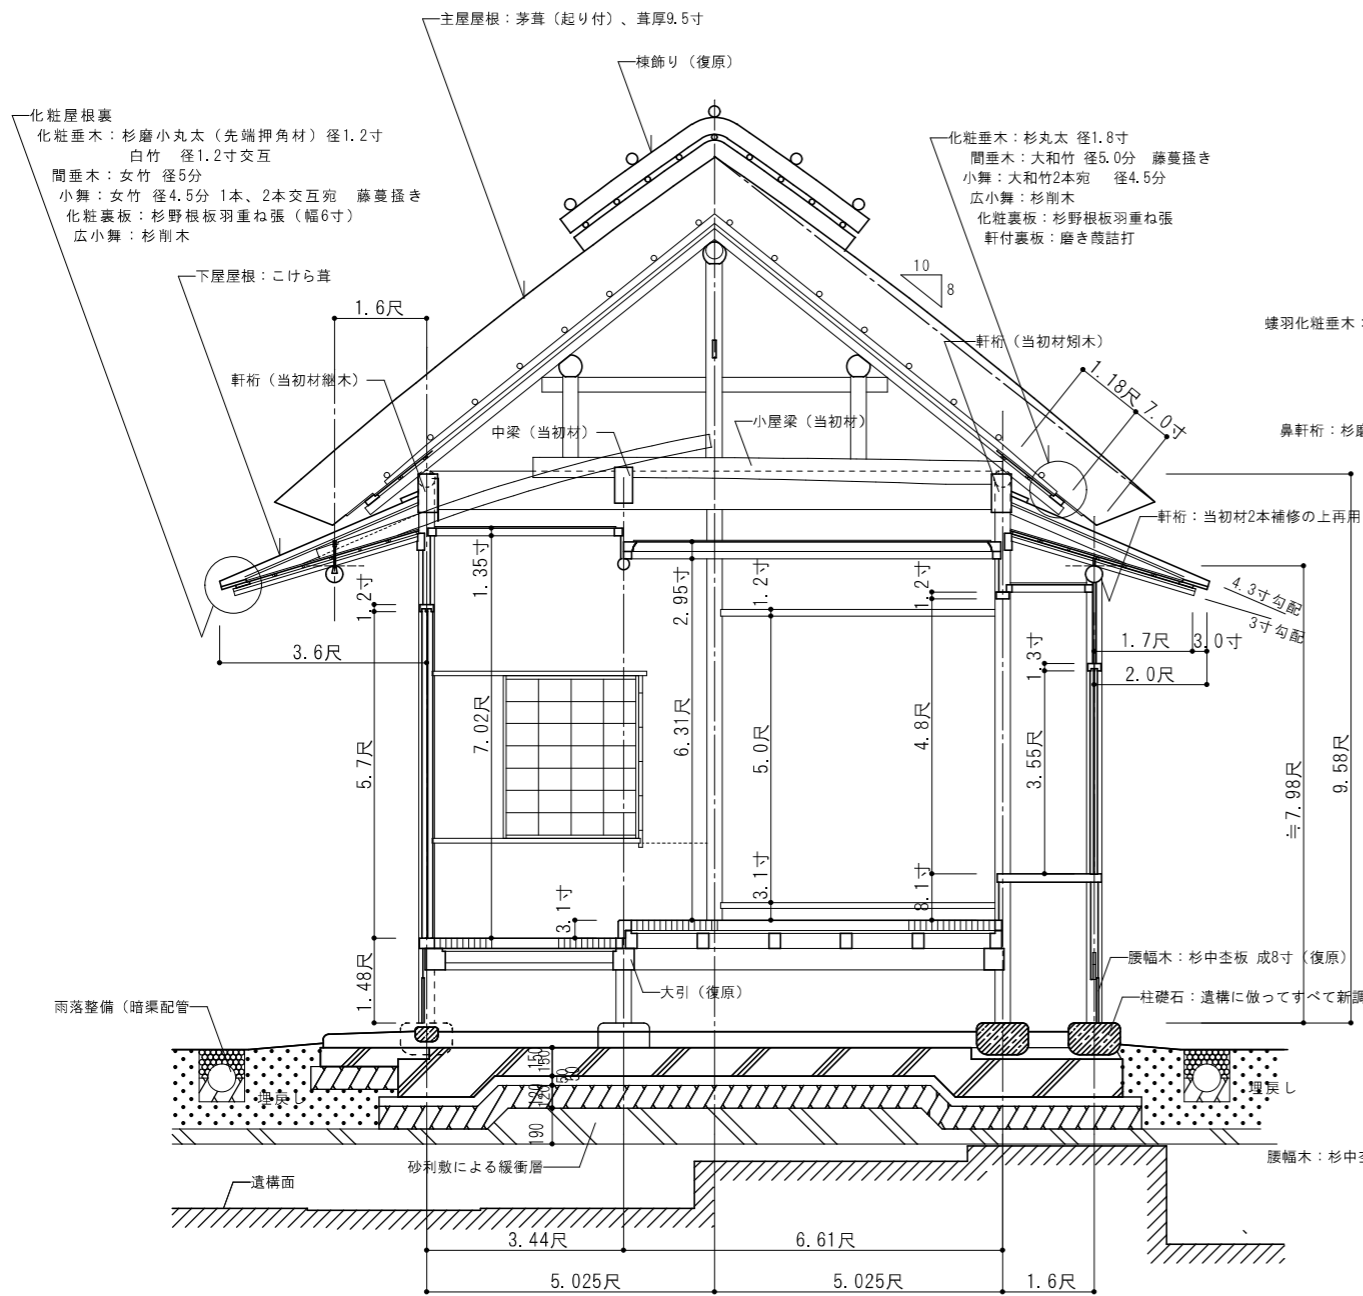 主屋屋根：茅葺（起り付）、葺厚9.5寸
棟飾り（復原）
化粧屋根裏
化粧垂木：杉磨小丸太（先端押角材）径1.2寸
白竹　径1.2寸交互
間垂木：女竹 径5分
小舞：女竹 径4.5分 1本、2本交互宛　藤蔓掻き
化粧裏板：杉野根板羽重ね張（幅6寸）
広小舞：杉削木
化粧垂木：杉丸太 径1.8寸
間垂木：大和竹 径5.0分　藤蔓掻き
小舞：大和竹2本宛　径4.5分
広小舞：杉削木
化粧裏板：杉野根板羽重ね張
軒付裏板：磨き葭詰打
下屋屋根：こけら葺
10
8
1.6尺
螻羽化粧垂木：
軒桁（当初材継木）
軒桁（当初材矧木）
1.18尺
7.0寸
中梁（当初材）
小屋梁（当初材）
鼻軒桁：杉磨
軒桁：当初材2本補修の上再用
1.35寸
2.95寸
1.2寸
1.2寸
1.2寸
4.3寸勾配
3寸勾配
3.6尺
1.7尺
3.0寸
1.3寸
2.0尺
5.7尺
7.02尺
6.31尺
5.0尺
4.8尺
3.55尺
≒7.98尺
9.58尺
3.1寸
3.1寸
8.1寸
1.48尺
大引（復原）
腰幅木：杉中杢板 成8寸（復原）
柱礎石：遺構に倣ってすべて新調
雨落整備（暗渠配管
150
150
50
50
120
120
190
埋戻し
埋戻し
砂利敷による緩衝層
腰幅木：杉中杢
遺構面
3.44尺
6.61尺
5.025尺
5.025尺
1.6尺